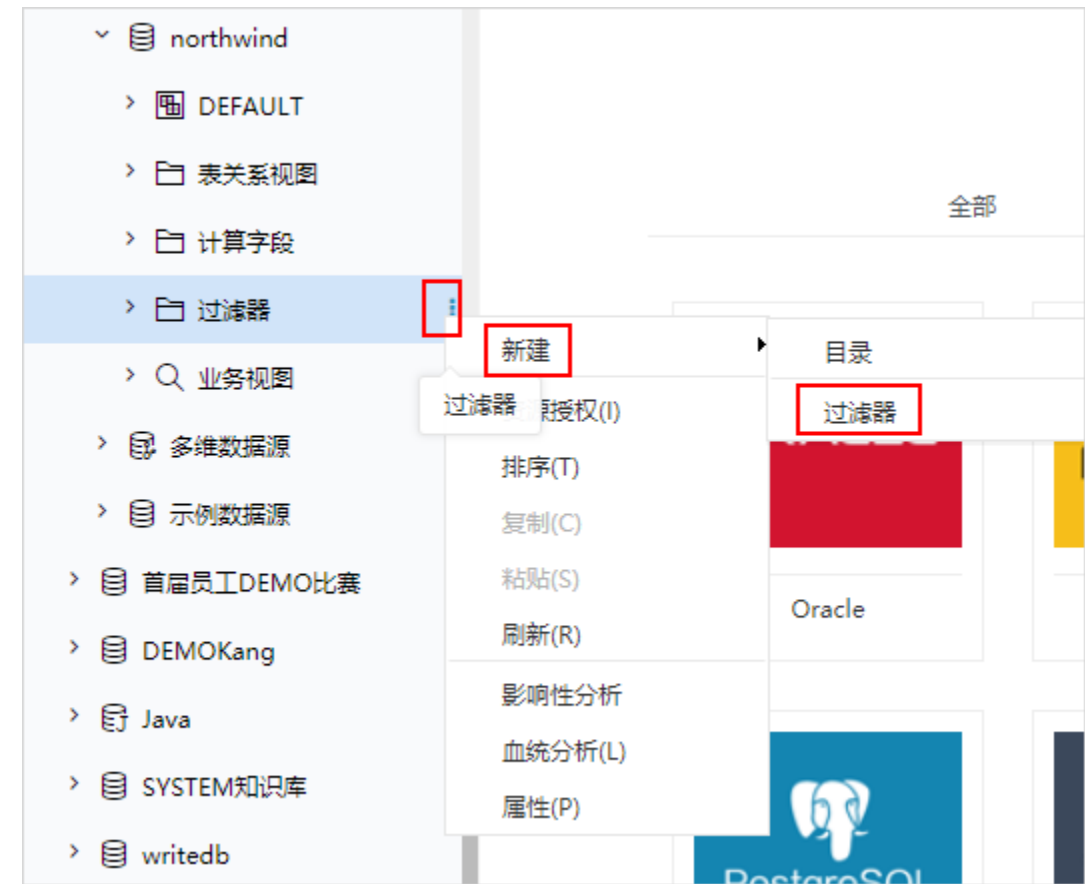 northwind
DEFAULT
表关系视图
计算字段
过滤器
业务视图
多维数据源
示例数据源
首届员工DEMO比赛
DEMOKang
Java
SYSTEM知识库
writedb
全部
新建
过滤器
授权(I)
排序(T)
复制(C)
粘贴(S)
刷新(R)
影响性分析
血统分析(L)
属性(P)
目录
过滤器
Oracle
PostgreSQL